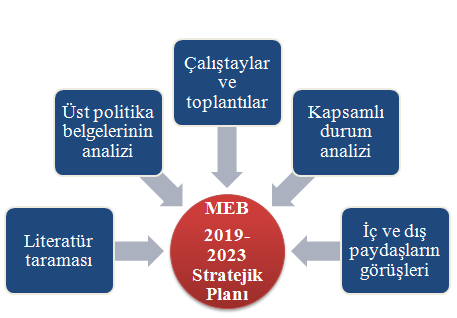 Çalıştaylar
ve
toplantılar
Üst politika
belgelerinin
analizi
Kapsamlı
durum
analizi
Literatür
taraması
MEB
2019-
2023
Stratejik
Planı
İç ve dış
paydaşların
görüşleri